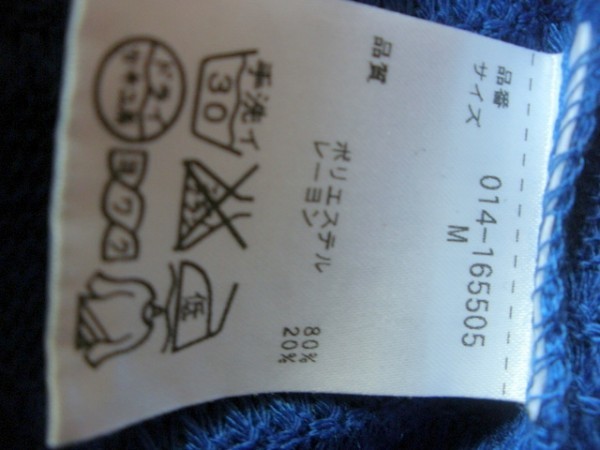 品番 014-165505
サイズ M
品質
ポリエステル 80%
レーヨン 20%
手洗イ
30
低
ドライ
セキユ系
ヨワク